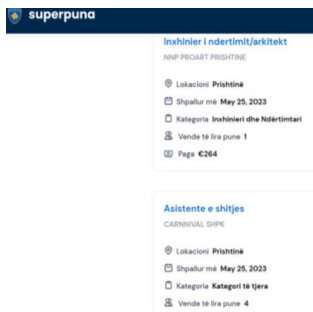 superpuna
Inxhinier i ndertimit/arkitekt
NNP PROART PRISHTINE
Lokacioni Prishtinë
Shpallur më May 25, 2023
Kategoria Inxhinieri dhe Ndërtimtari
Vende të lira pune 1
Paga €264
Asistente e shitjes
CARNNIVAL SHPK
Lokacioni Prishtinë
Shpallur më May 25, 2023
Kategoria Kategori të tjera
Vende të lira pune 4